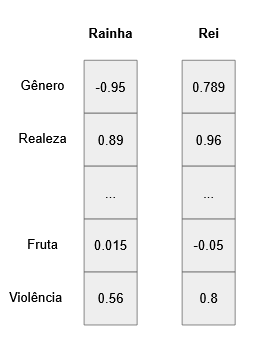 Rainha Rei
Gênero -0.95 0.789
Realeza 0.89 0.96
... ...
Fruta 0.015 -0.05
Violência 0.56 0.8